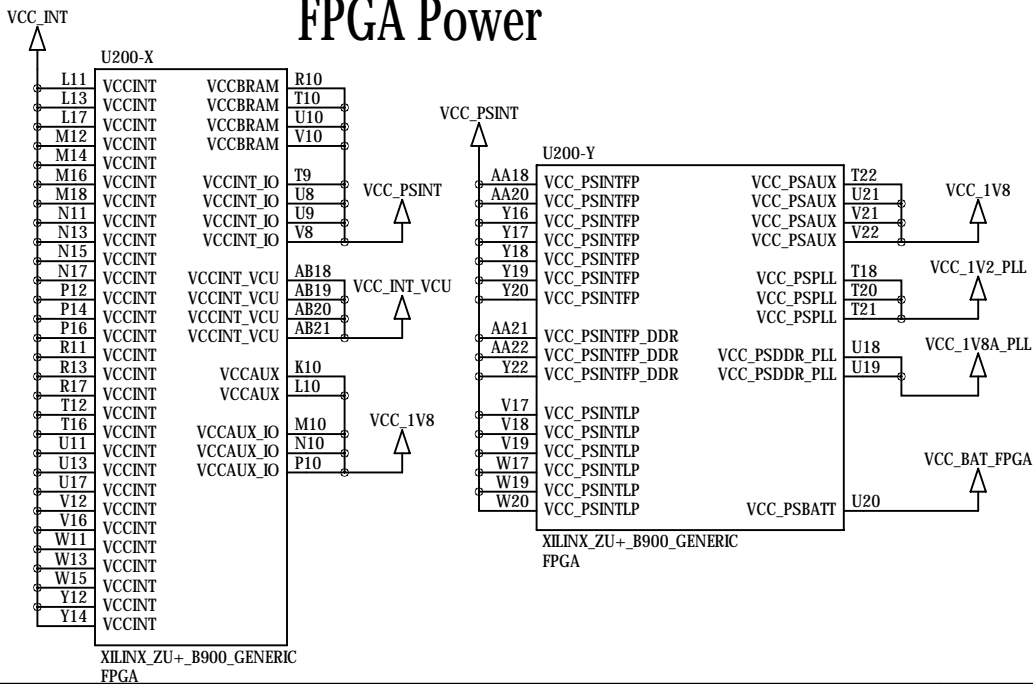 FPGA Power
VCC_INT
U200-X
L11 VCCINT VCCBRAM R10
L13 VCCINT VCCBRAM T10
L17 VCCINT VCCBRAM U10
M12 VCCINT VCCBRAM V10
M14 VCCINT
M16 VCCINT VCCINT_IO T9
M18 VCCINT VCCINT_IO U8
N11 VCCINT VCCINT_IO U9
N13 VCCINT VCCINT_IO V8
VCC_PSINT
N15 VCCINT
N17 VCCINT VCCINT_VCU AB18
P12 VCCINT VCCINT_VCU AB19
P14 VCCINT VCCINT_VCU AB20
P16 VCCINT VCCINT_VCU AB21
VCC_INT_VCU
R11 VCCINT
R13 VCCINT VCCAUX K10
R17 VCCINT VCCAUX L10
T12 VCCINT
T16 VCCINT VCCAUX_IO M10
U11 VCCINT VCCAUX_IO N10
U13 VCCINT VCCAUX_IO P10
VCC_1V8
U17 VCCINT
V12 VCCINT
V16 VCCINT
W11 VCCINT
W13 VCCINT
W15 VCCINT
Y12 VCCINT
Y14 VCCINT
XILINX_ZU+_B900_GENERIC
FPGA
VCC_PSINT
U200-Y
AA18 VCC_PSINTFP VCC_PSAUX T22
AA20 VCC_PSINTFP VCC_PSAUX U21
Y16 VCC_PSINTFP VCC_PSAUX V21
Y17 VCC_PSINTFP VCC_PSAUX V22
VCC_1V8
Y18 VCC_PSINTFP
Y19 VCC_PSINTFP VCC_PSPLL T18
Y20 VCC_PSINTFP VCC_PSPLL T20
VCC_PSPLL T21
VCC_1V2_PLL
AA21 VCC_PSINTFP_DDR
AA22 VCC_PSINTFP_DDR VCC_PSDDR_PLL U18
Y22 VCC_PSINTFP_DDR VCC_PSDDR_PLL U19
VCC_1V8A_PLL
V17 VCC_PSINTLP
V18 VCC_PSINTLP
V19 VCC_PSINTLP
W17 VCC_PSINTLP
W19 VCC_PSINTLP
W20 VCC_PSINTLP VCC_PSBATT U20
VCC_BAT_FPGA
XILINX_ZU+_B900_GENERIC
FPGA